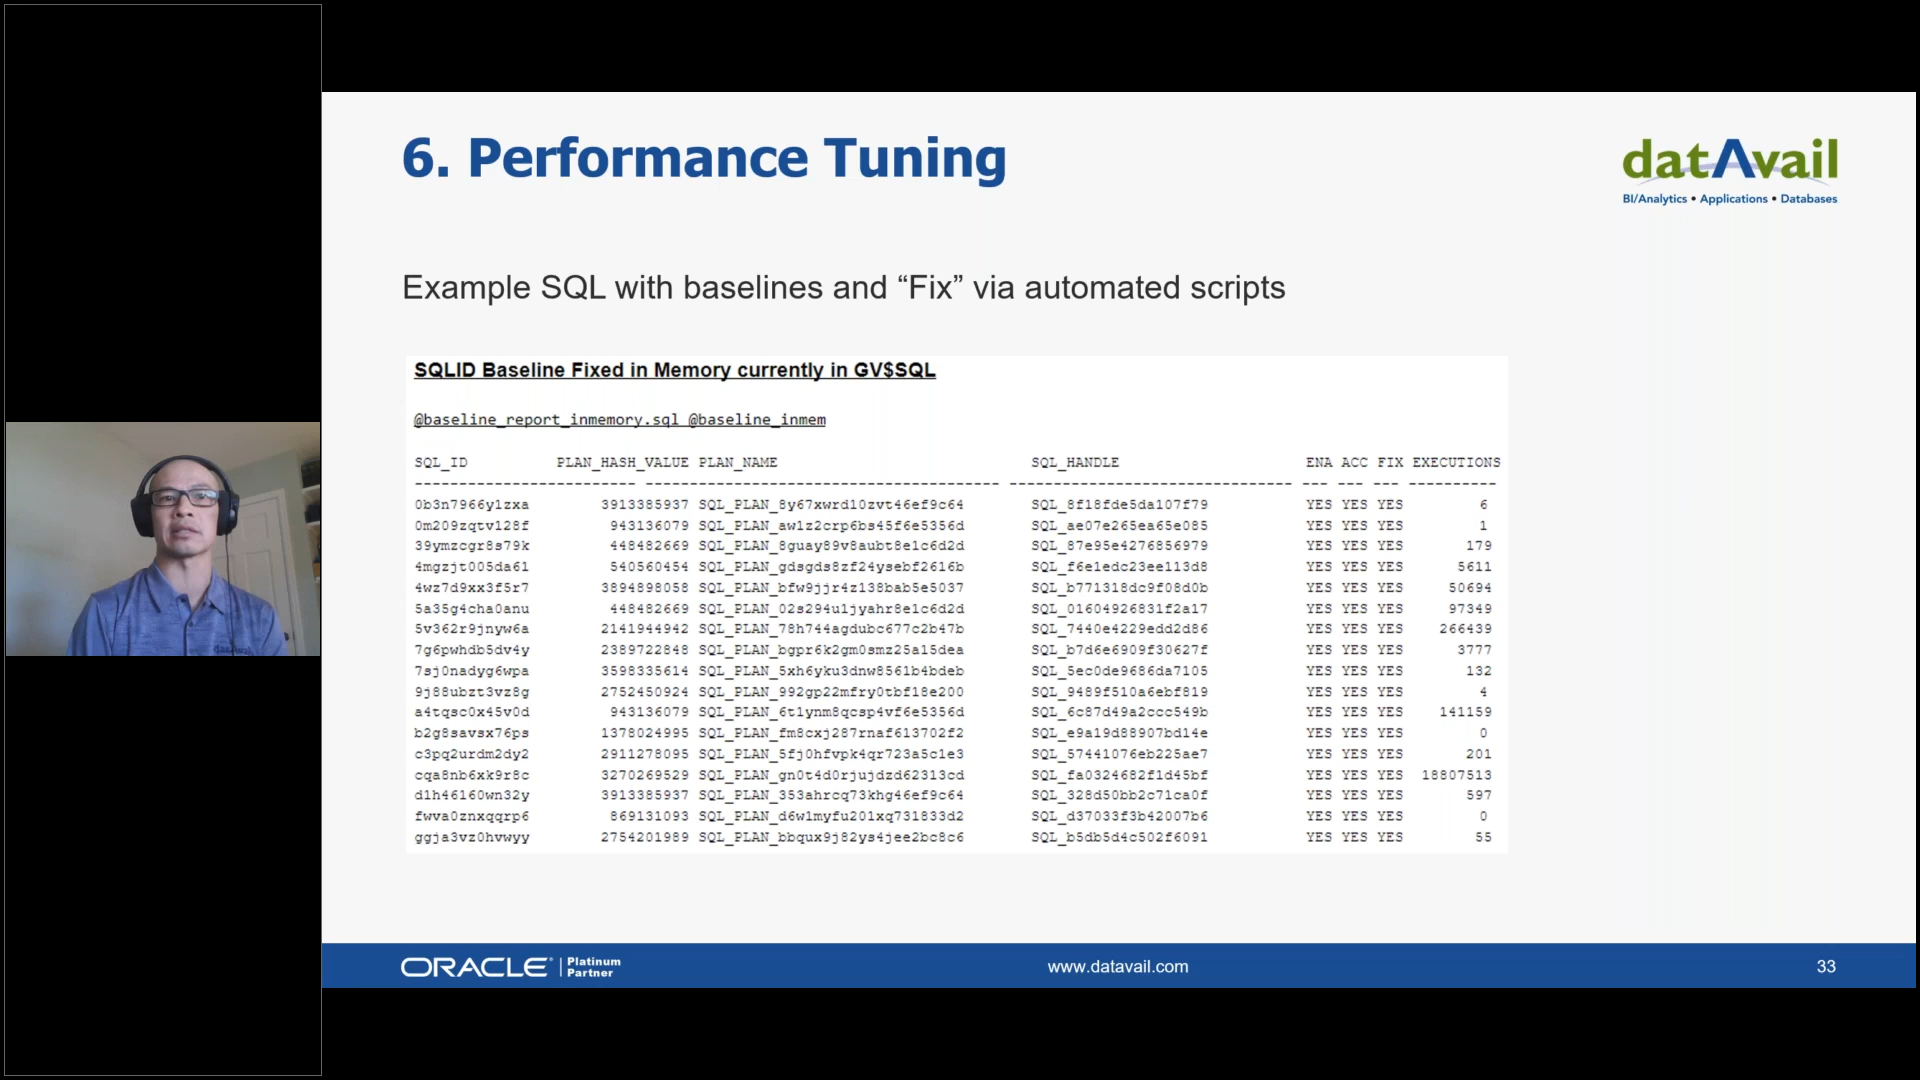 6. Performance Tuning
datAvail
BI/Analytics • Applications • Databases
Example SQL with baselines and “Fix” via automated scripts
SQLID Baseline Fixed in Memory currently in GV$SQL
@baseline_report_inmemory.sql @baseline_inmem
SQL_ID PLAN_HASH_VALUE PLAN_NAME SQL_HANDLE ENA ACC FIX EXECUTIONS
0b3n7966y1zxa 3913385937 SQL_PLAN_8y67xwrd10zvt46ef9c64 SQL_8f18fde5da107f79 YES YES YES 6
0m209zqtv128f 943136079 SQL_PLAN_aw1z2crp6bs45f6e5356d SQL_ae07e265ea65e085 YES YES YES 1
39ymzcgr8s79k 448482669 SQL_PLAN_8guay89v8aubt8e1c6d2d SQL_87e95e4276856979 YES YES YES 179
4mgzjt005da61 540560454 SQL_PLAN_gdsgds8zf24ysebf2616b SQL_f6e1edc23ee113d8 YES YES YES 5611
4wz7d9xx3f5r7 3894898058 SQL_PLAN_bfw9jjr4z138bab5e5037 SQL_b771318dc9f08d0b YES YES YES 50694
5a35g4cha0anu 448482669 SQL_PLAN_02s294u1jyahr8e1c6d2d SQL_01604926831f2a17 YES YES YES 97349
5v362r9jnyw6a 2141944942 SQL_PLAN_78h744agdubc677c2b47b SQL_7440e4229edd2d86 YES YES YES 266439
7g6pwhdb5dv4y 2389722848 SQL_PLAN_bgpr6k2gm0smz25a15dea SQL_b7d6e6909f30627f YES YES YES 3777
7sj0nadyg6wpa 3598335614 SQL_PLAN_5xh6yku3dnw8561b4bdeb SQL_5ec0de9686da7105 YES YES YES 132
9j88ubzt3vz8g 2752450924 SQL_PLAN_992gp22mfry0tbf18e200 SQL_9489f510a6ebf819 YES YES YES 4
a4tqsc0x45v0d 943136079 SQL_PLAN_6t1ynm8qcsp4vf6e5356d SQL_6c87d49a2ccc549b YES YES YES 141159
b2g8savsx76ps 1378024995 SQL_PLAN_fm8cxj287rnaf613702f2 SQL_e9a19d88907bd14e YES YES YES 0
c3pq2urdm2dy2 2911278095 SQL_PLAN_5fj0hfvpk4qr723a5c1e3 SQL_57441076eb225ae7 YES YES YES 201
cqa8nb6xk9r8c 3270269529 SQL_PLAN_gn0t4d0rjujdzd62313cd SQL_fa0324682f1d45bf YES YES YES 18807513
d1h46160wn32y 3913385937 SQL_PLAN_353ahrcq73khg46ef9c64 SQL_328d50bb2c71ca0f YES YES YES 597
fwva0znxqqrp6 869131093 SQL_PLAN_d6w1myfu201xq731833d2 SQL_d37033f3b42007b6 YES YES YES 0
ggja3vz0hvwyy 2754201989 SQL_PLAN_bbqux9j82ys4jee2bc8c6 SQL_b5db5d4c502f6091 YES YES YES 55
ORACLE | Platinum Partner
www.datavail.com
33